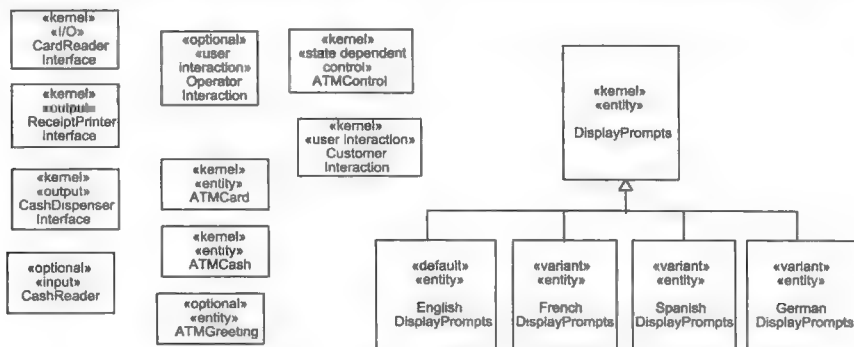 «kernel»
«I/O»
CardReader
Interface
«kernel»
«output»
ReceiptPrinter
Interface
«kernel»
«output»
CashDispenser
Interface
«optional»
«input»
CashReader
«optional»
«user
interaction»
Operator
Interaction
«kernel»
«entity»
ATMCard
«kernel»
«entity»
ATMCash
«optional»
«entity»
ATMGreeting
«kernel»
«state dependent
control»
ATMControl
«kernel»
«user interaction»
Customer
Interaction
«kernel»
«entity»
DisplayPrompts
«default»
«entity»
English
DisplayPrompts
«variant»
«entity»
French
DisplayPrompts
«variant»
«entity»
Spanish
DisplayPrompts
«variant»
«entity»
German
DisplayPrompts